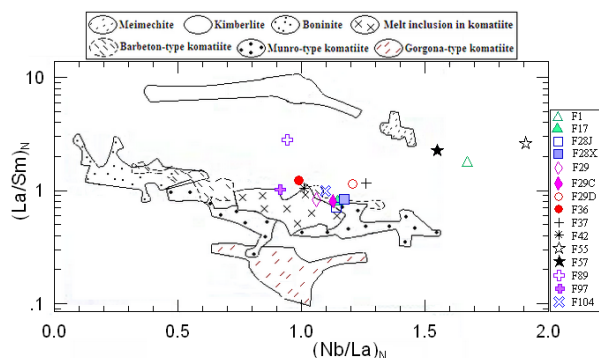 Meimechite Kimberlite Boninite Melt inclusion in komatiite
Barbeton-type komatiite Munro-type komatiite Gorgona-type komatiite
10
1
.1
(La/Sm)N
0.0 0.5 1.0 1.5 2.0
(Nb/La)N
F1
F17
F28J
F28X
F29
F29C
F29D
F36
F37
F42
F55
F57
F89
F97
F104